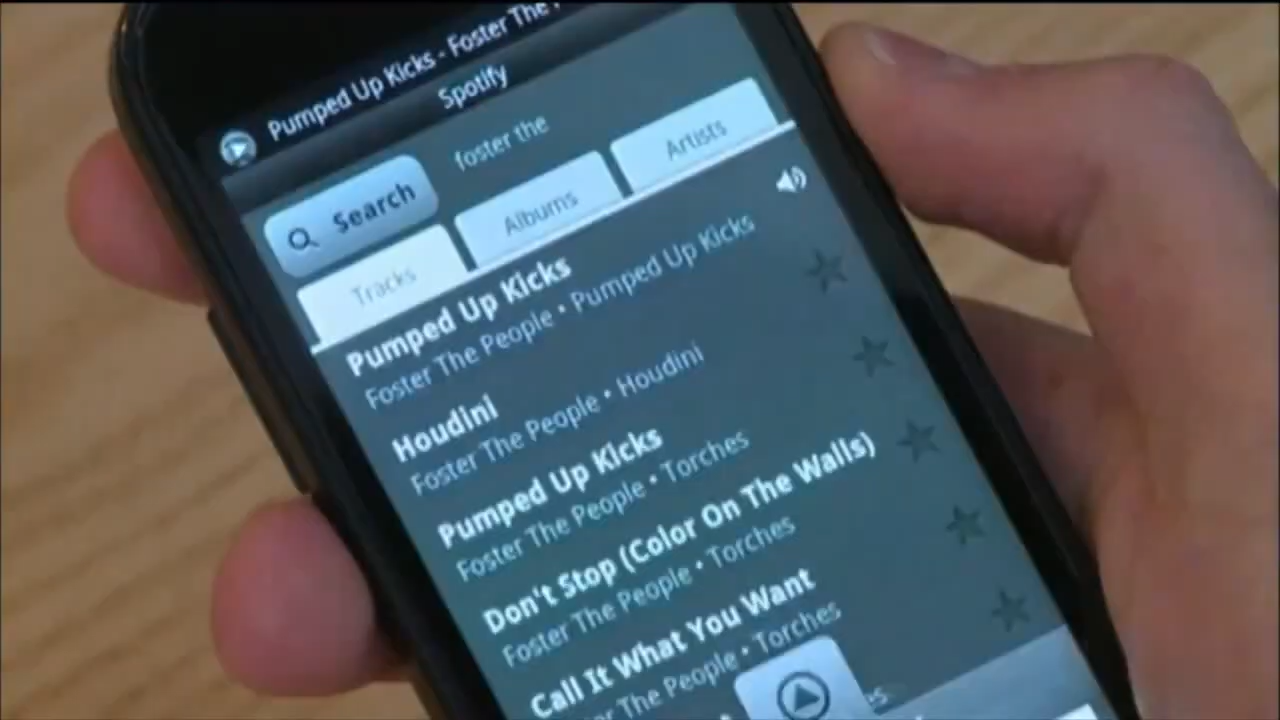 Pumped Up Kicks - Foster The
Spotify
Search
foster the
Tracks
Albums
Artists
Pumped Up Kicks
Foster The People • Pumped Up Kicks
Houdini
Foster The People • Houdini
Pumped Up Kicks
Foster The People • Torches
Don't Stop (Color On The Walls)
Foster The People • Torches
Call It What You Want
Foster The People • Torches